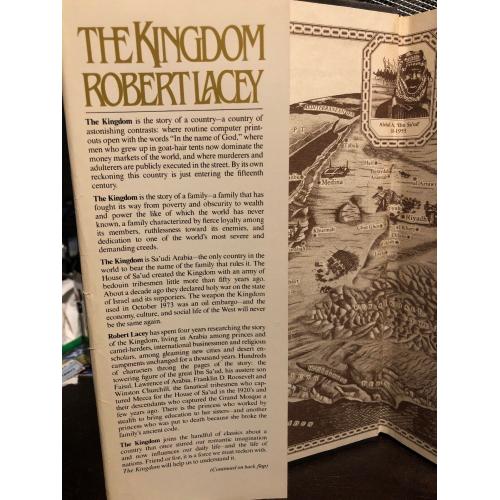 THE KINGDOM
ROBERT LACEY
The Kingdom is the story of a country—a country of
astonishing contrasts: where routine computer print-
outs open with the words "In the name of God," where
men who grew up in goat-hair tents now dominate the
money markets of the world, and where murderers and
adulterers are publicly executed in the street. By its own
reckoning this country is just entering the fifteenth
century.
The Kingdom is the story of a family—a family that has
fought its way from poverty and obscurity to wealth
and power the like of which the world has never
known, a family characterized by fierce loyalty among
its members, ruthlessness toward its enemies, and
dedication to one of the world's most severe and
demanding creeds.
The Kingdom is Sa'udi Arabia—the only country in the
world to bear the name of the family that rules it. The
House of Sa'ud created the Kingdom with an army of
bedouin tribesmen little more than fifty years ago.
About a decade ago they declared holy war on the state
of Israel and its supporters. The weapon the Kingdom
used in October 1973 was an oil embargo—and the
economy, culture, and social life of the West will never
be the same again.
Robert Lacey has spent four years researching the story
of the Kingdom, living in Arabia among princes and
camel-herders, international businessmen and religious
scholars, among gleaming new cities and desert en-
campments unchanged for a thousand years. Hundreds
of characters throng the pages of the story: the
towering figure of the great Ibn Sa'ud, his austere son
Faisal, Lawrence of Arabia, Franklin D. Roosevelt and
Winston Churchill, the fanatical tribesmen who cap-
tured Mecca for the House of Sa'ud in the 1920's and
their descendants who captured the Grand Mosque a
few years ago. There is the princess who worked by
stealth to bring education to her sisters—and another
princess who was put to death because she broke the
family's ancient code.
The Kingdom joins the handful of classics about a
country that once stirred our romantic imagination
and now influences our daily life—and the life of
nations. Friend or foe, it is a force we must reckon with.
The Kingdom will help us to understand it.
(Continued on back flap)
MEDITERRANEAN
Tabuk
Hail
Medina
Riyadh